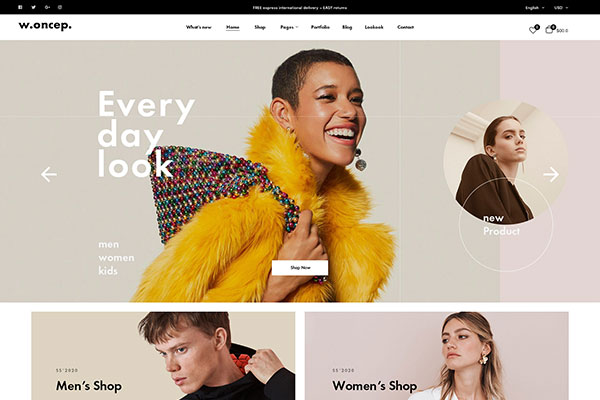 FREE express international delivery + EASY returns
English
USD
w.oncep.
What's new
Home
Shop
Pages
Portfolio
Blog
Lookook
Contact
0
0
$00.0
Every
day
look
men
women
kids
Shop Now
new
Product
SS'2020
Men's Shop
SS'2020
Women's Shop